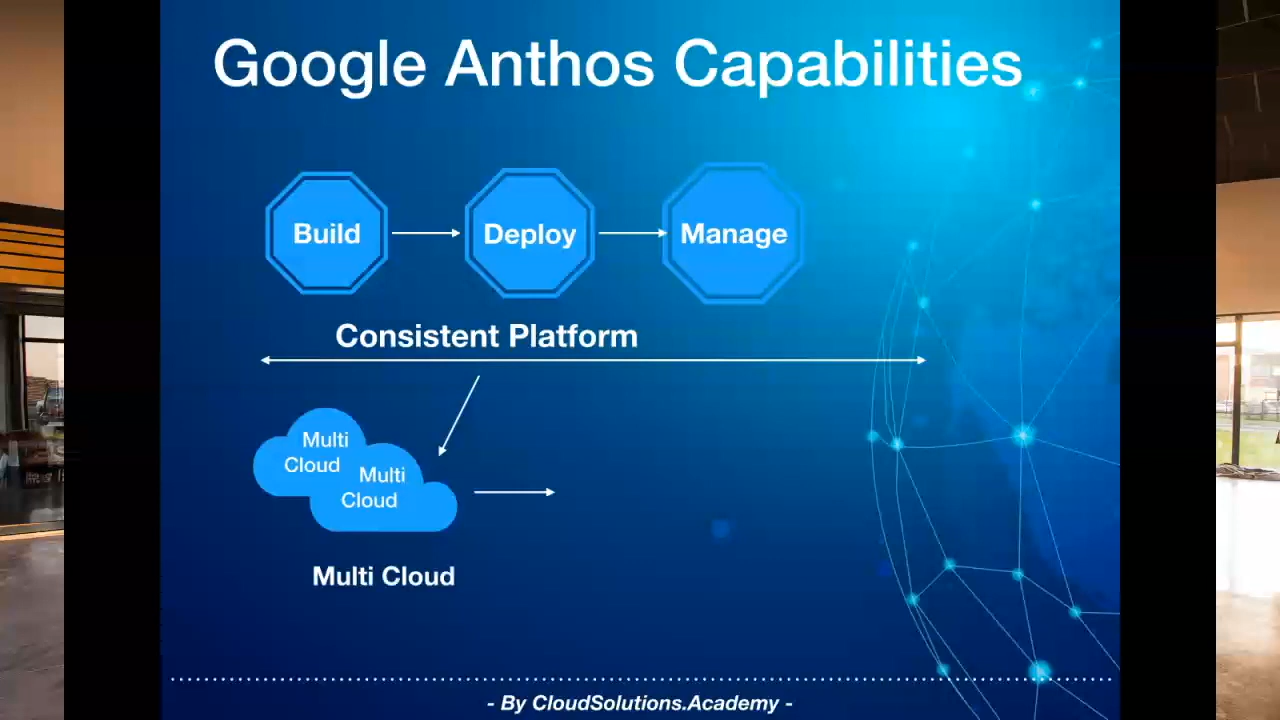 Google Anthos Capabilities
Build
Deploy
Manage
Consistent Platform
Multi
Cloud
Multi
Cloud
Multi Cloud
- By CloudSolutions.Academy -